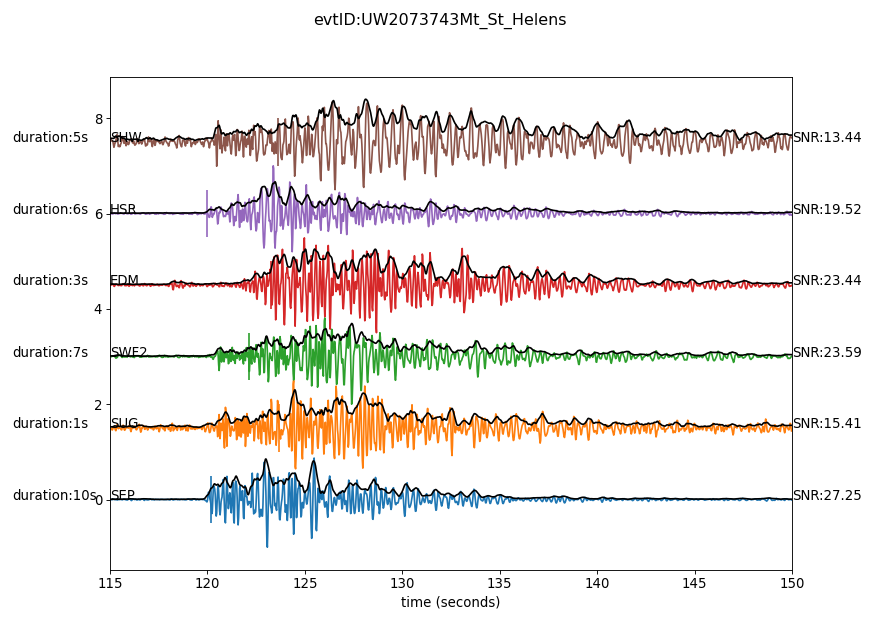 evtID:UW2073743Mt_St_Helens
8
duration:5s SHW SNR:13.44
duration:6s HSR SNR:19.52
6
duration:3s EDM SNR:23.44
4
duration:7s SWF2 SNR:23.59
2
duration:1s SUG SNR:15.41
duration:10s SEP SNR:27.25
0
115 120 125 130 135 140 145 150
time (seconds)